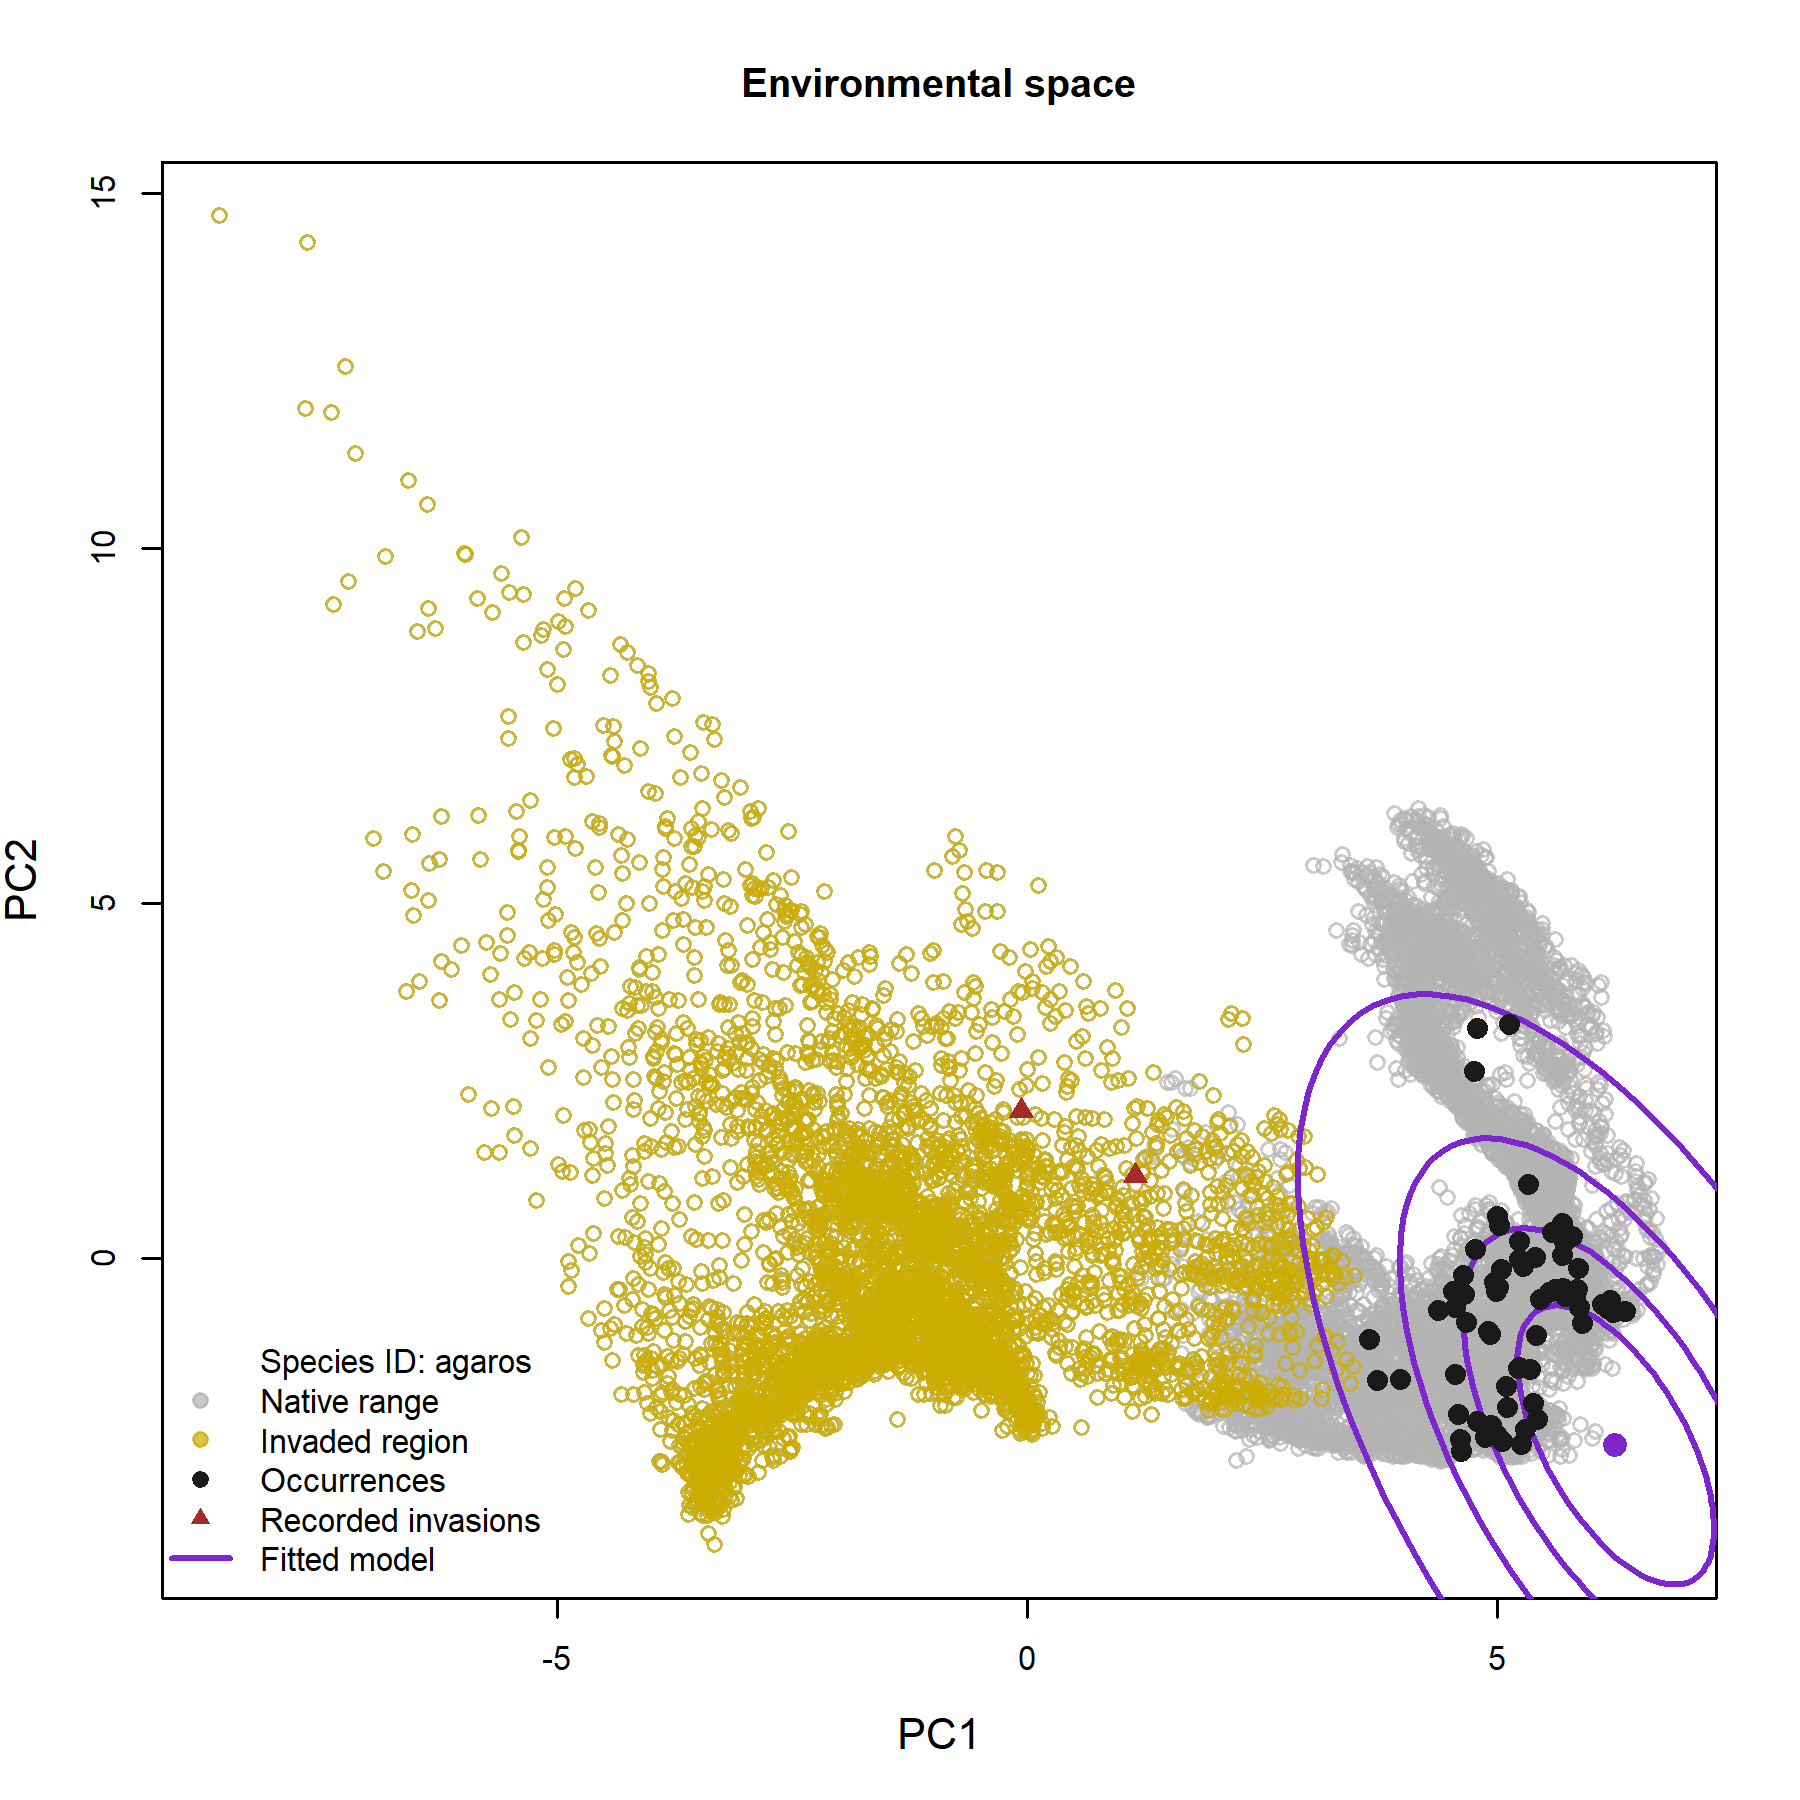 Environmental space
15
10
5
0
PC2
Species ID: agaros
Native range
Invaded region
Occurrences
Recorded invasions
Fitted model
-5
0
5
PC1